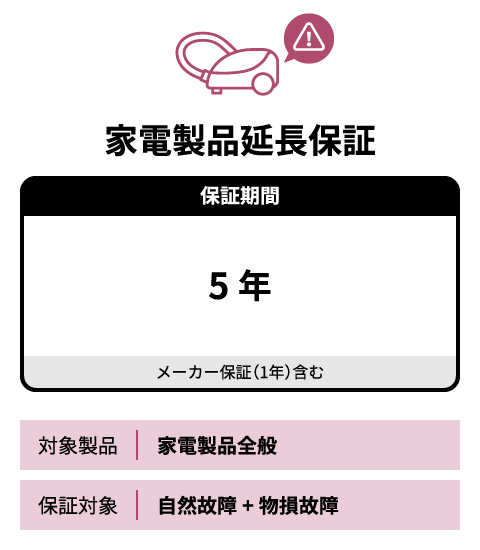 家電製品延長保証
保証期間
5 年
メーカー保証（1年）含む
対象製品 家電製品全般
保証対象 自然故障 + 物損故障